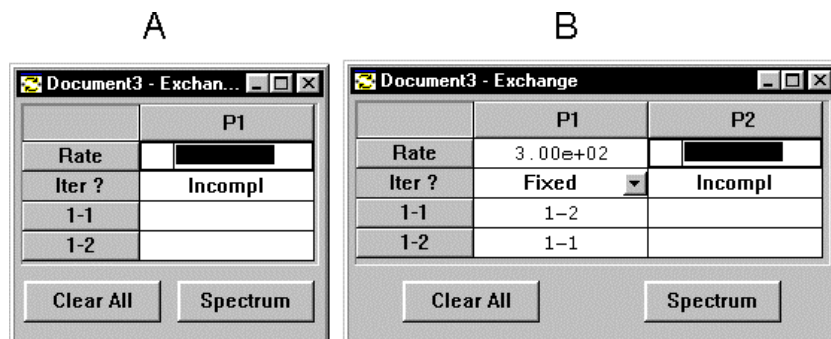 A
Document3 - Exchan...
P1
Rate
Iter ? Incompl
1-1
1-2
Clear All Spectrum
B
Document3 - Exchange
P1 P2
Rate 3.00e+02
Iter ? Fixed Incompl
1-1 1-2
1-2 1-1
Clear All Spectrum